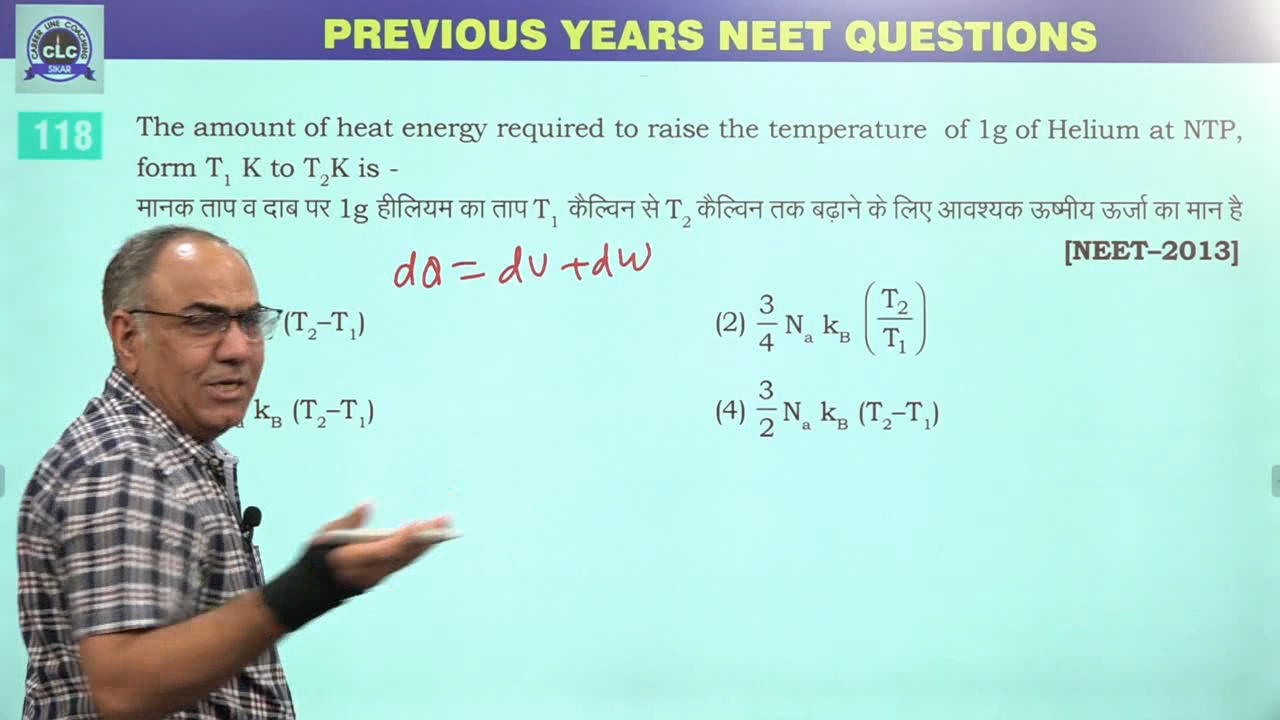 PREVIOUS YEARS NEET QUESTIONS
CAREER LINE COACHING
CLC
SIKAR
118
The amount of heat energy required to raise the temperature of 1g of Helium at NTP,
form T₁ K to T₂K is -
मानक ताप व दाब पर 1g हीलियम का ताप T₁ कैल्विन से T₂ कैल्विन तक बढ़ाने के लिए आवश्यक ऊष्मीय ऊर्जा का मान है
[NEET–2013]
dQ = dU + dW
(T₂–T₁)
(2) 3/4 Nₐ k_B (T₂/T₁)
k_B (T₂–T₁)
(4) 3/2 Nₐ k_B (T₂–T₁)